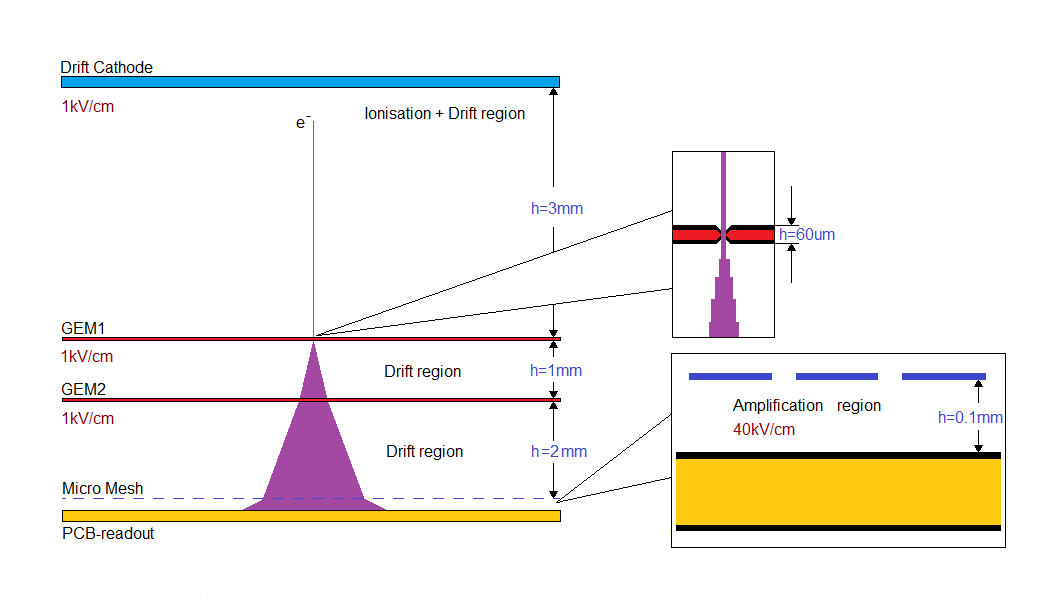 Drift Cathode
1kV/cm
Ionisation + Drift region
e-
h=3mm
h=60um
GEM1
1kV/cm
Drift region
h=1mm
GEM2
1kV/cm
Drift region
h=2mm
Micro Mesh
PCB-readout
Amplification region
40kV/cm
h=0.1mm